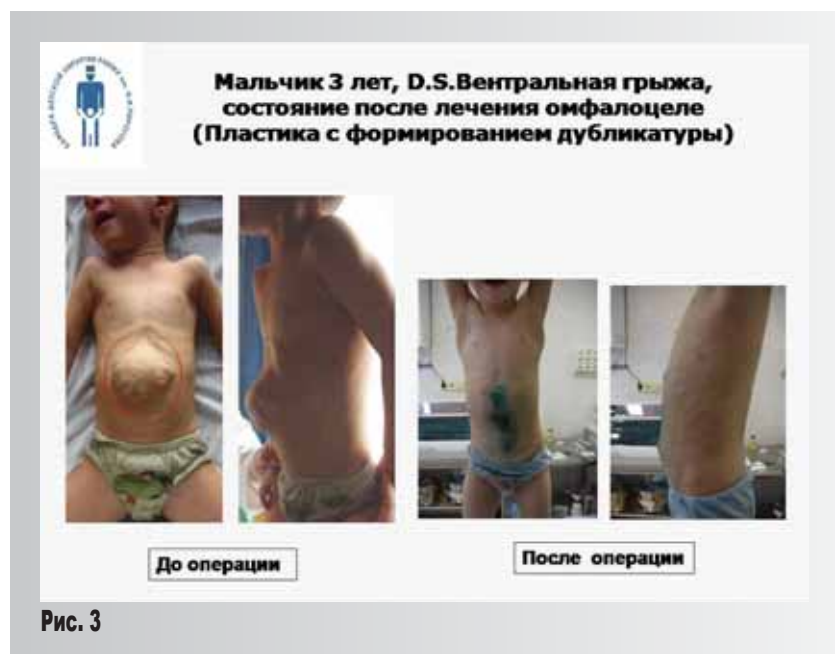 Мальчик 3 лет, D.S.Вентральная грыжа,
состояние после лечения омфалоцеле
(Пластика с формированием дубликатуры)
До операции
После операции
Рис. 3